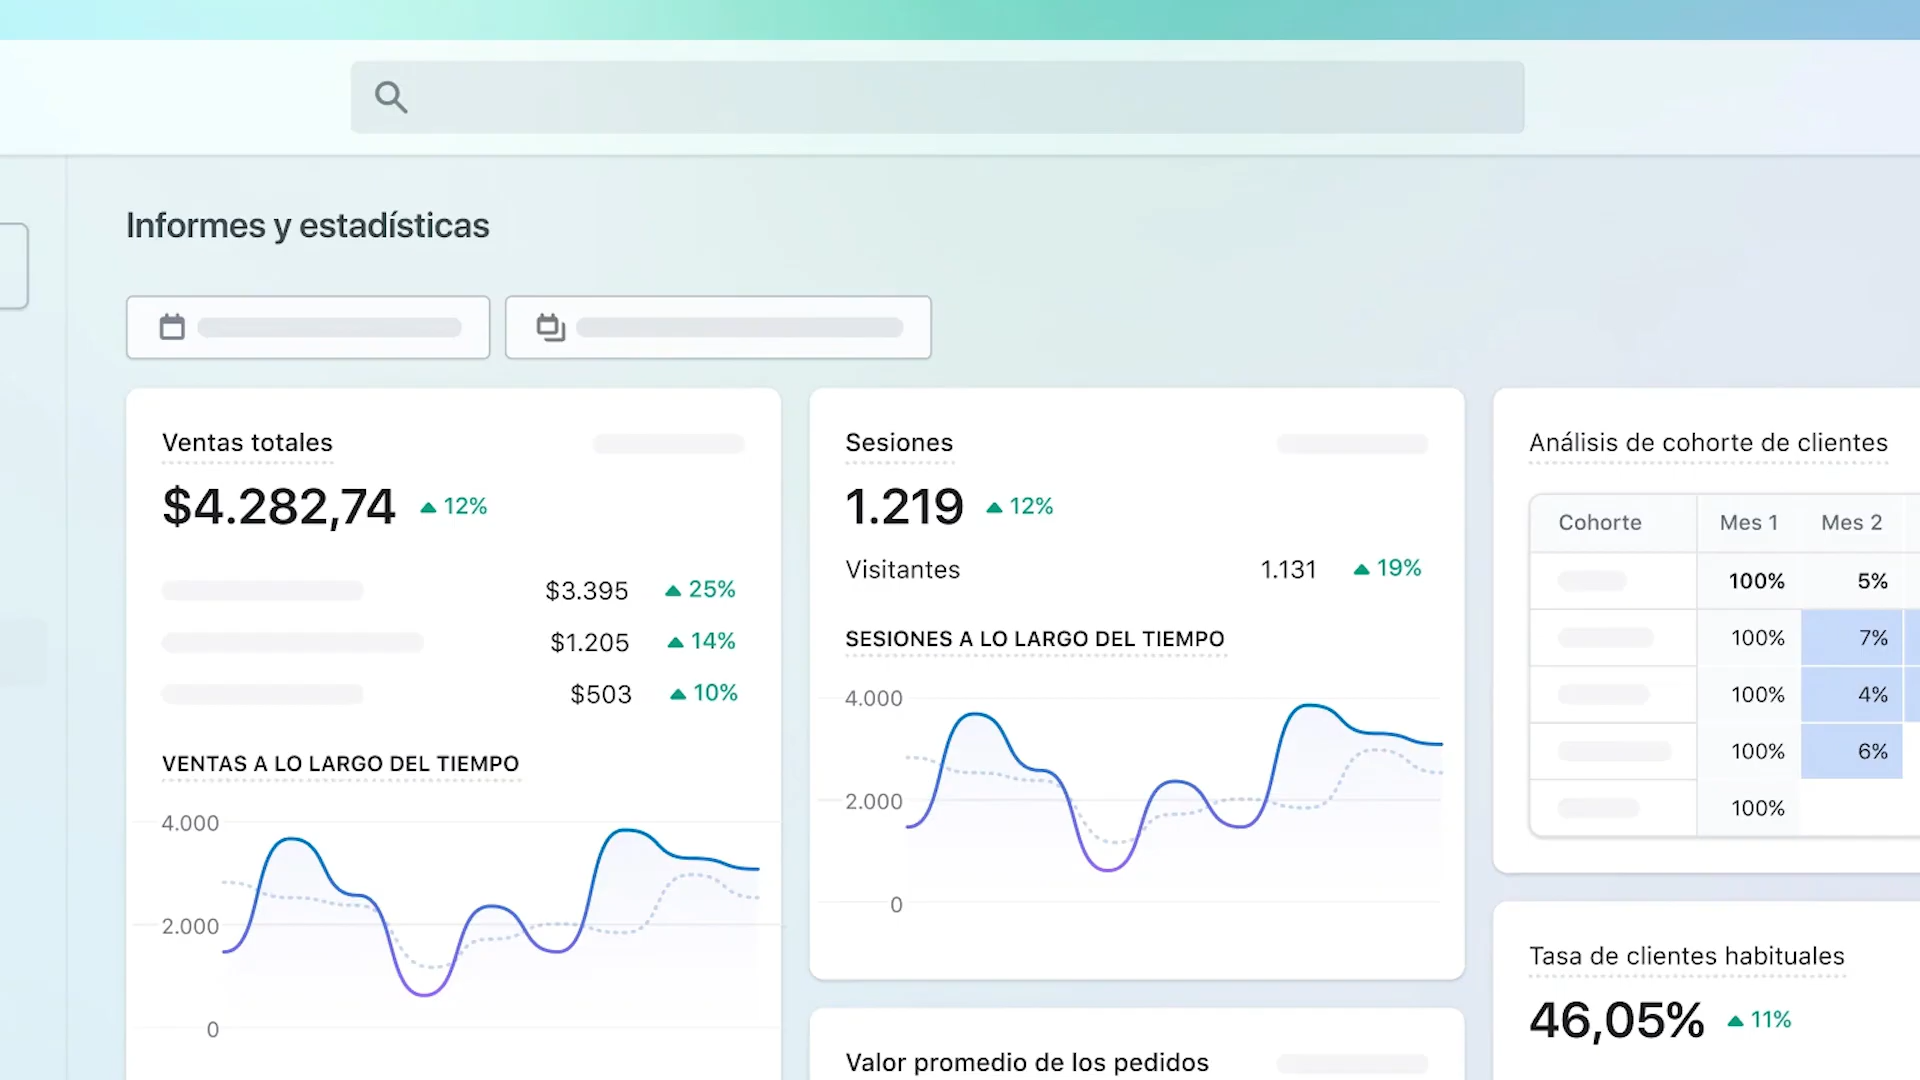 Informes y estadísticas
Ventas totales
$4.282,74 12%
$3.395 25%
$1.205 14%
$503 10%
VENTAS A LO LARGO DEL TIEMPO
4.000
2.000
0
Sesiones
1.219 12%
Visitantes 1.131 19%
SESIONES A LO LARGO DEL TIEMPO
4.000
2.000
0
Valor promedio de los pedidos
Análisis de cohorte de clientes
Cohorte Mes 1 Mes 2
100% 5%
100% 7%
100% 4%
100% 6%
100%
Tasa de clientes habituales
46,05% 11%